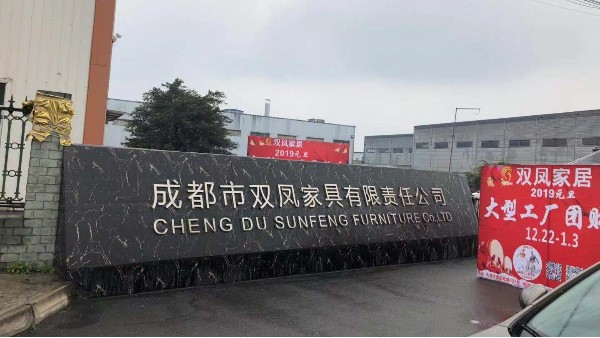 双凤家居
2019元旦
成都市双凤家具有限责任公司
CHENG DU SUNFENG FURNITURE Co.,LTD
双凤家居
2019元旦
大型工厂团购
12.22-1.3